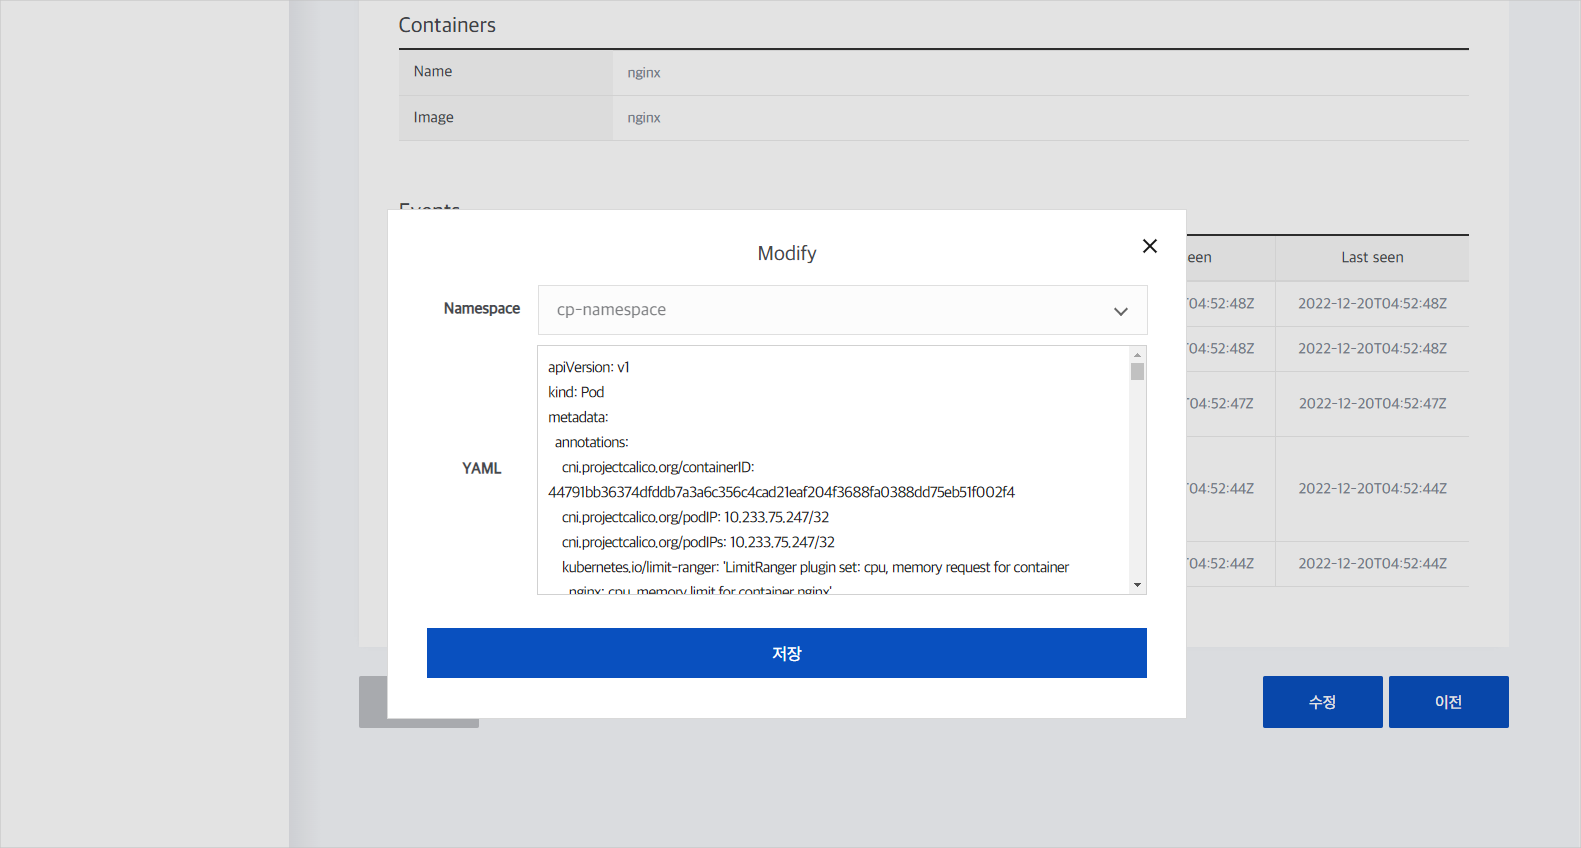 Containers
Name
nginx
Image
nginx
Events
Modify
Namespace
cp-namespace
YAML
apiVersion: v1
kind: Pod
metadata:
annotations:
cni.projectcalico.org/containerID:
44791bb36374dfddb7a3a6c356c4cad21eaf204f3688fa0388dd75eb51f002f4
cni.projectcalico.org/podIP: 10.233.75.247/32
cni.projectcalico.org/podIPs: 10.233.75.247/32
kubernetes.io/limit-ranger: 'LimitRanger plugin set: cpu, memory request for container
nginx; cpu, memory limit for container nginx'
저장
een
Last seen
T04:52:48Z
2022-12-20T04:52:48Z
T04:52:48Z
2022-12-20T04:52:48Z
T04:52:47Z
2022-12-20T04:52:47Z
T04:52:44Z
2022-12-20T04:52:44Z
T04:52:44Z
2022-12-20T04:52:44Z
수정
이전